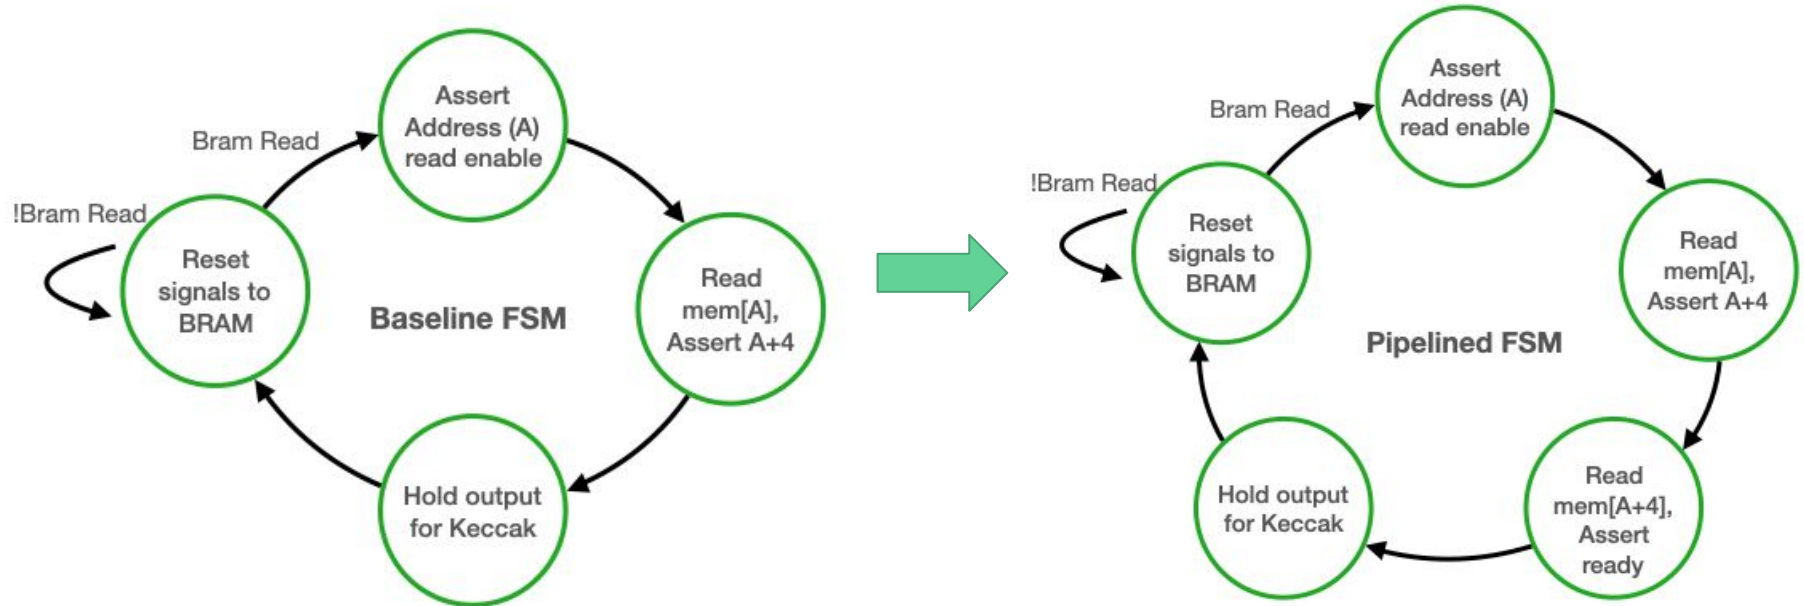 Bram Read
!Bram Read
Assert
Address (A)
read enable
Reset
signals to
BRAM
Baseline FSM
Read
mem[A],
Assert A+4
Hold output
for Keccak
Bram Read
!Bram Read
Assert
Address (A)
read enable
Reset
signals to
BRAM
Pipelined FSM
Read
mem[A],
Assert A+4
Hold output
for Keccak
Read
mem[A+4],
Assert
ready